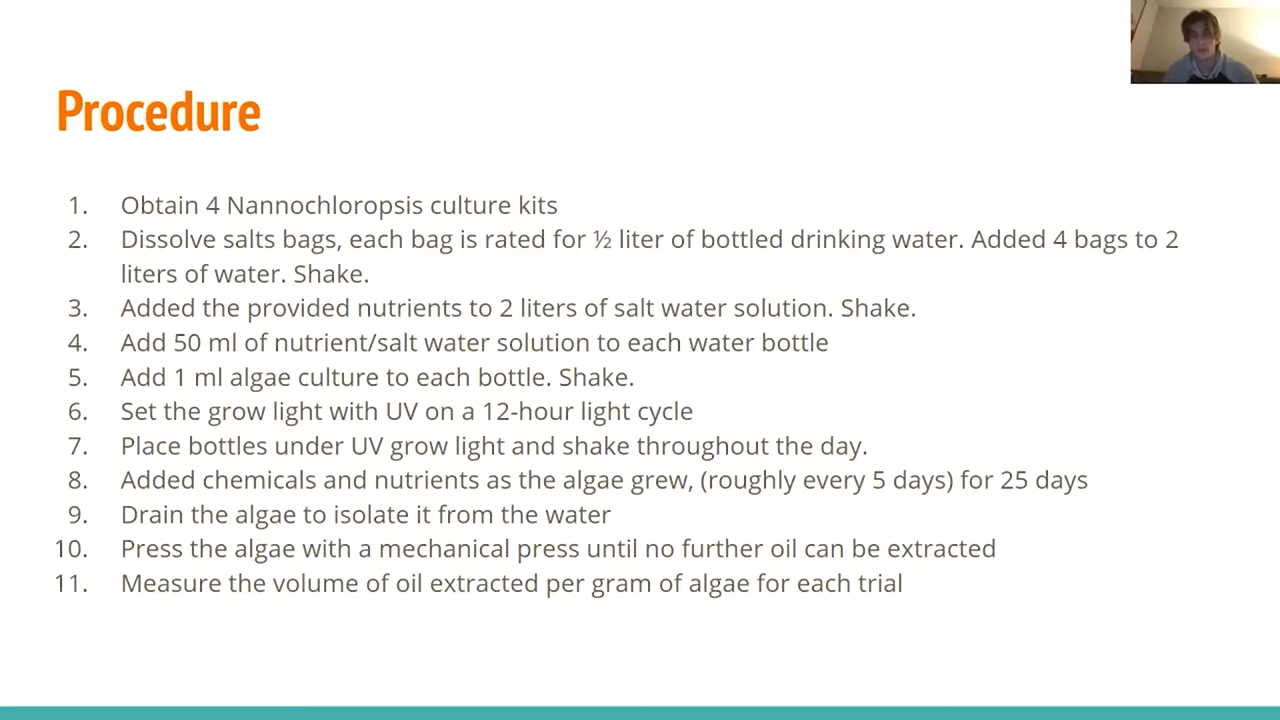 Procedure
1. Obtain 4 Nannochloropsis culture kits
2. Dissolve salts bags, each bag is rated for ½ liter of bottled drinking water. Added 4 bags to 2
liters of water. Shake.
3. Added the provided nutrients to 2 liters of salt water solution. Shake.
4. Add 50 ml of nutrient/salt water solution to each water bottle
5. Add 1 ml algae culture to each bottle. Shake.
6. Set the grow light with UV on a 12-hour light cycle
7. Place bottles under UV grow light and shake throughout the day.
8. Added chemicals and nutrients as the algae grew, (roughly every 5 days) for 25 days
9. Drain the algae to isolate it from the water
10. Press the algae with a mechanical press until no further oil can be extracted
11. Measure the volume of oil extracted per gram of algae for each trial